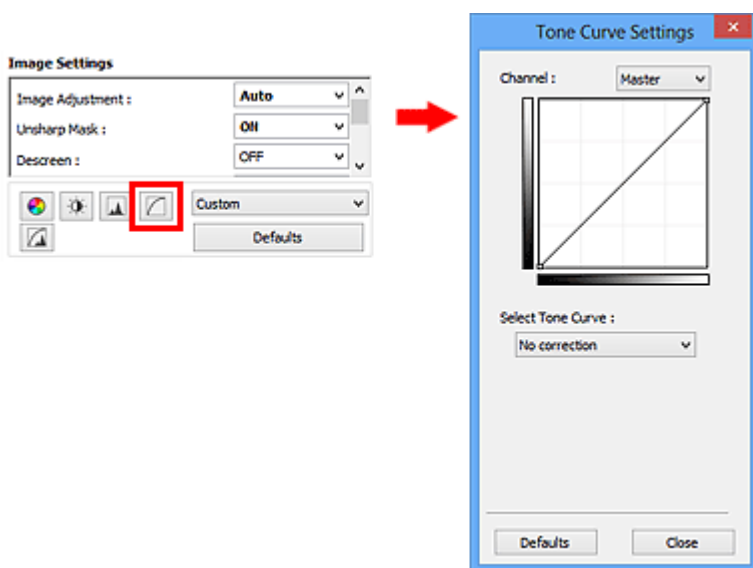 Image Settings
Image Adjustment : Auto
Unsharp Mask : ON
Descreen : OFF
Custom
Defaults
Tone Curve Settings
Channel : Master
Select Tone Curve :
No correction
Defaults Close